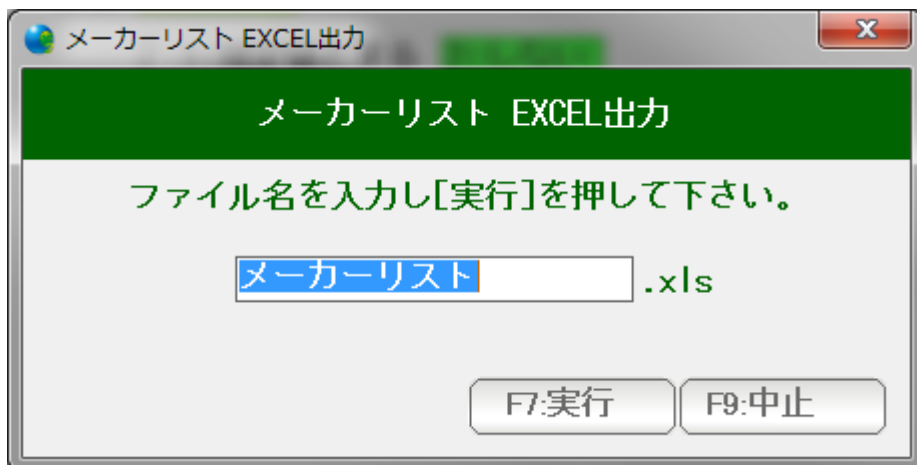 メーカーリスト EXCEL出力
メーカーリスト EXCEL出力
ファイル名を入力し[実行]を押して下さい。
メーカーリスト .xls
F7:実行 F9:中止